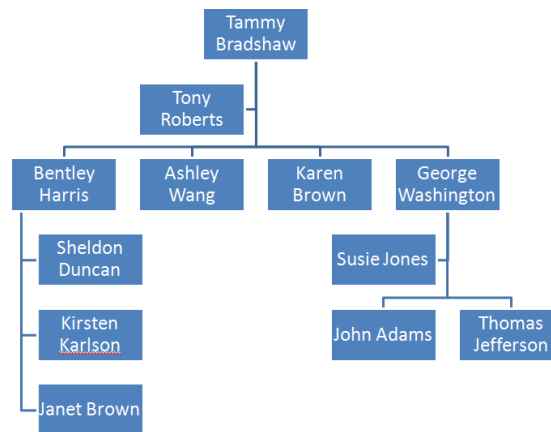 Tammy
Bradshaw
Tony
Roberts
Bentley
Harris
Ashley
Wang
Karen
Brown
George
Washington
Sheldon
Duncan
Susie Jones
Kirsten
Karlson
John Adams
Thomas
Jefferson
Janet Brown